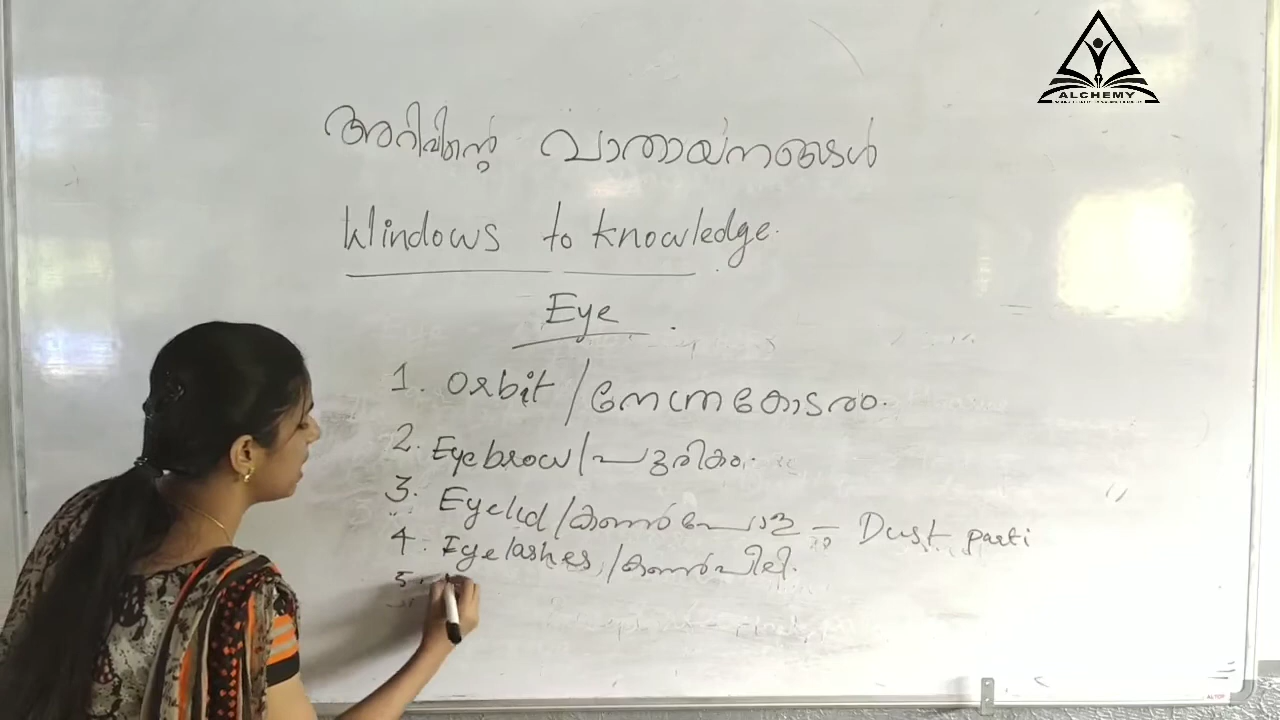 ALCHEMY
അറിവിന്റെ വാതായനങ്ങൾ
Windows to knowledge.
Eye
1. Orbit / നേത്രകോടരം.
2. Eyebrow / പുരികം.
3. Eyelid / കൺപോള = Dust parti
4. Eyelashes / കൺപീലി.
5.
ALTOP